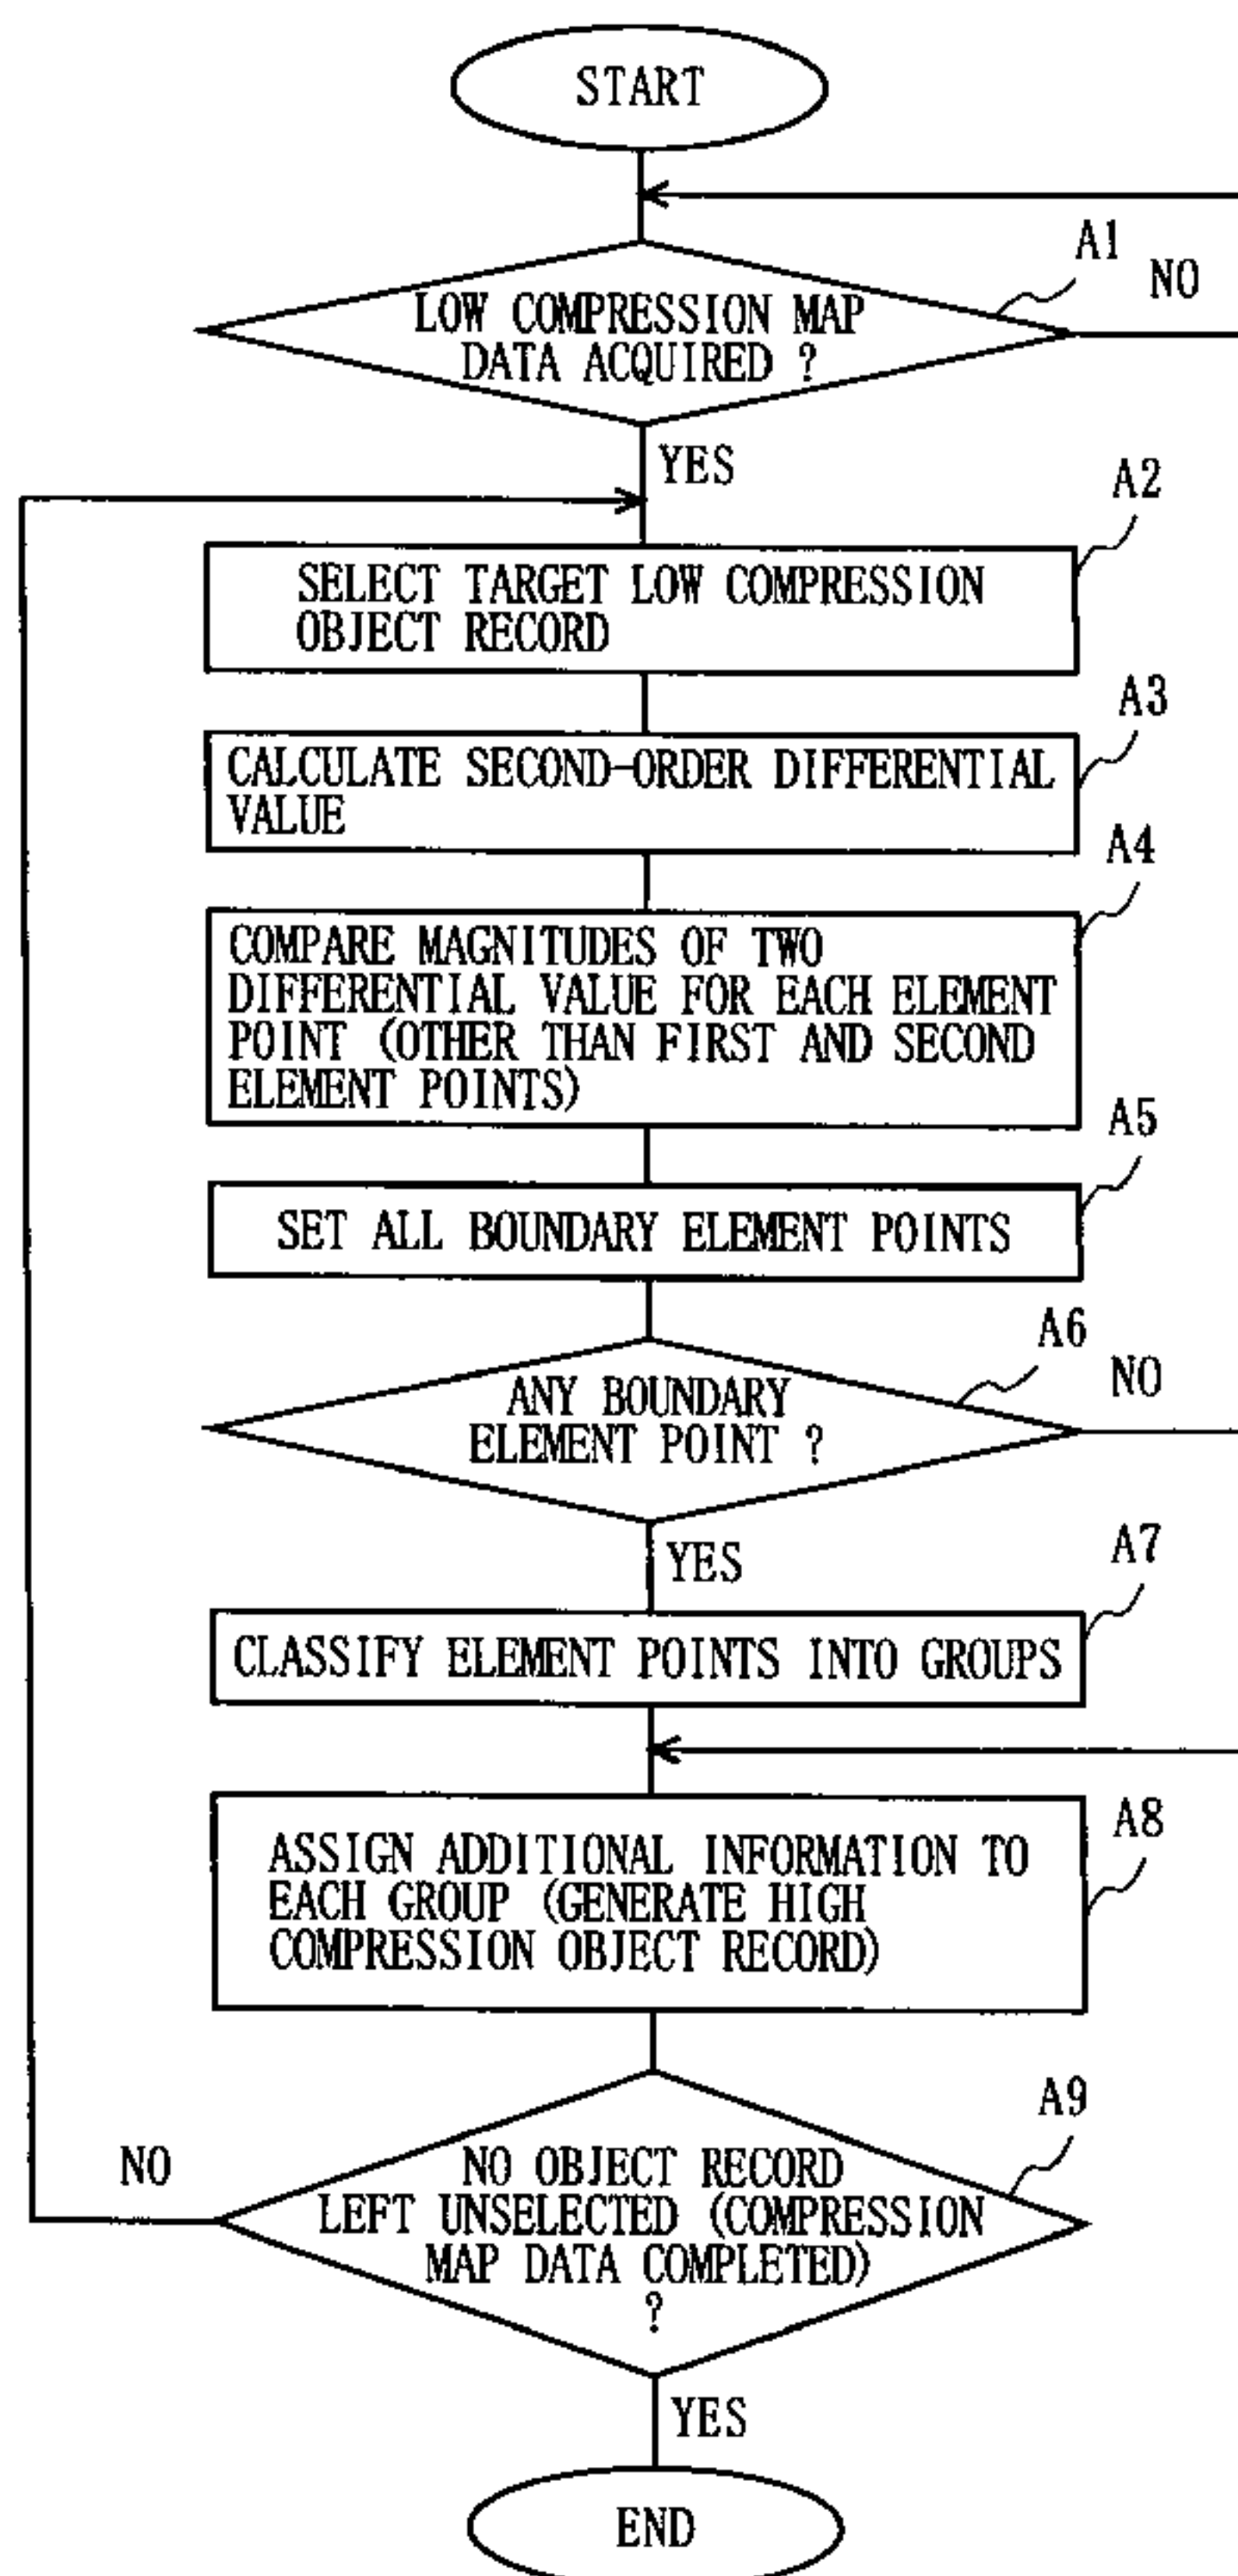 START
A1
NO
LOW COMPRESSION MAP
DATA ACQUIRED ?
YES
A2
SELECT TARGET LOW COMPRESSION
OBJECT RECORD
A3
CALCULATE SECOND-ORDER DIFFERENTIAL
VALUE
A4
COMPARE MAGNITUDES OF TWO
DIFFERENTIAL VALUE FOR EACH ELEMENT
POINT (OTHER THAN FIRST AND SECOND
ELEMENT POINTS)
A5
SET ALL BOUNDARY ELEMENT POINTS
A6
NO
ANY BOUNDARY
ELEMENT POINT ?
YES
A7
CLASSIFY ELEMENT POINTS INTO GROUPS
A8
ASSIGN ADDITIONAL INFORMATION TO
EACH GROUP (GENERATE HIGH
COMPRESSION OBJECT RECORD)
A9
NO
NO OBJECT RECORD
LEFT UNSELECTED (COMPRESSION
MAP DATA COMPLETED)
?
YES
END